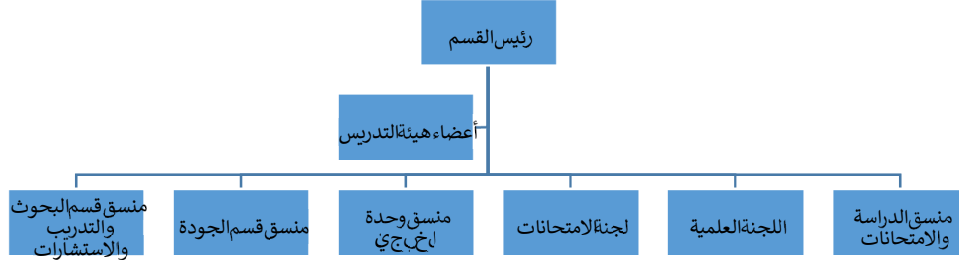 رئيس القسم
أعضاء هيئة التدريس
منسق الدراسة
والامتحانات
اللجنة العلمية
لجنة الامتحانات
منسق وحدة
منسق قسم الجودة
منسق قسم البحوث
والتدريب
والاستشارات